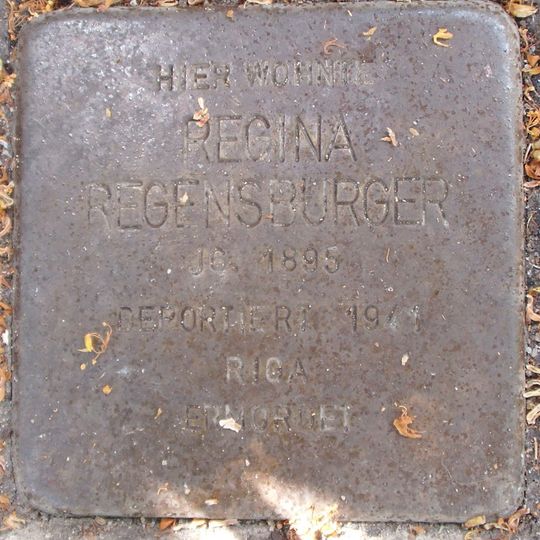 HIER WOHNTE
REGINA
REGENSBURGER
JG. 1895
DEPORTIERT 1941
RIGA
ERMORDET